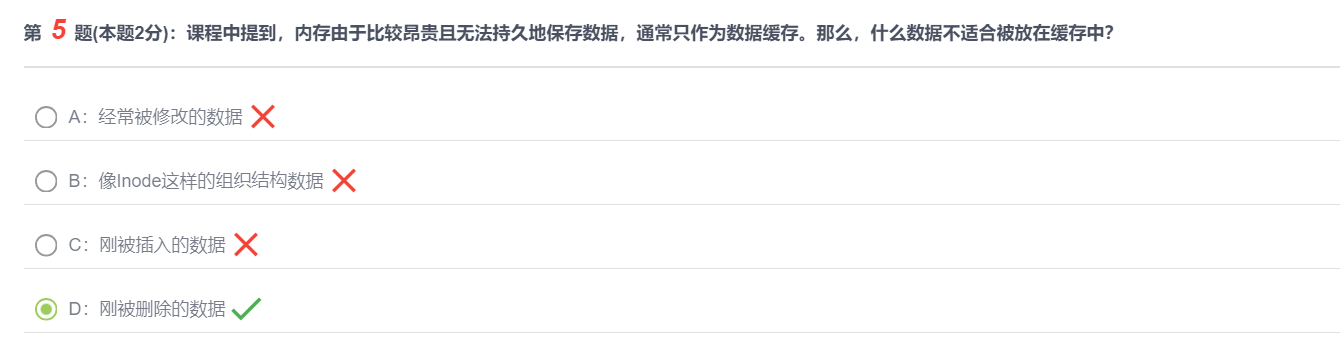 第 5 题(本题2分)：课程中提到，内存由于比较昂贵且无法持久地保存数据，通常只作为数据缓存。那么，什么数据不适合被放在缓存中?
A：经常被修改的数据
B：像Inode这样的组织结构数据
C：刚被插入的数据
D：刚被删除的数据